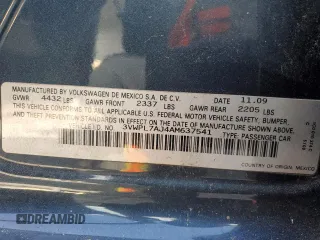 MANUFACTURED BY VOLKSWAGEN DE MEXICO S.A. DE C.V. 11.09
GVWR 4432 LBS GAWR FRONT 2337 LBS GAWR REAR 2205 LBS
THIS VEHICLE CONFORMS TO ALL APPLICABLE
U.S. FEDERAL MOTOR VEHICLE SAFETY, BUMPER,
AND THEFT PREVENTION STANDARDS IN EFFECT ON THE
DATE OF MANUFACTURE SHOWN ABOVE.
3VWPL7AJ4AM637541 TYPE: PASSENGER CAR
COUNTRY OF ORIGIN, MEXICO
DREAMBID